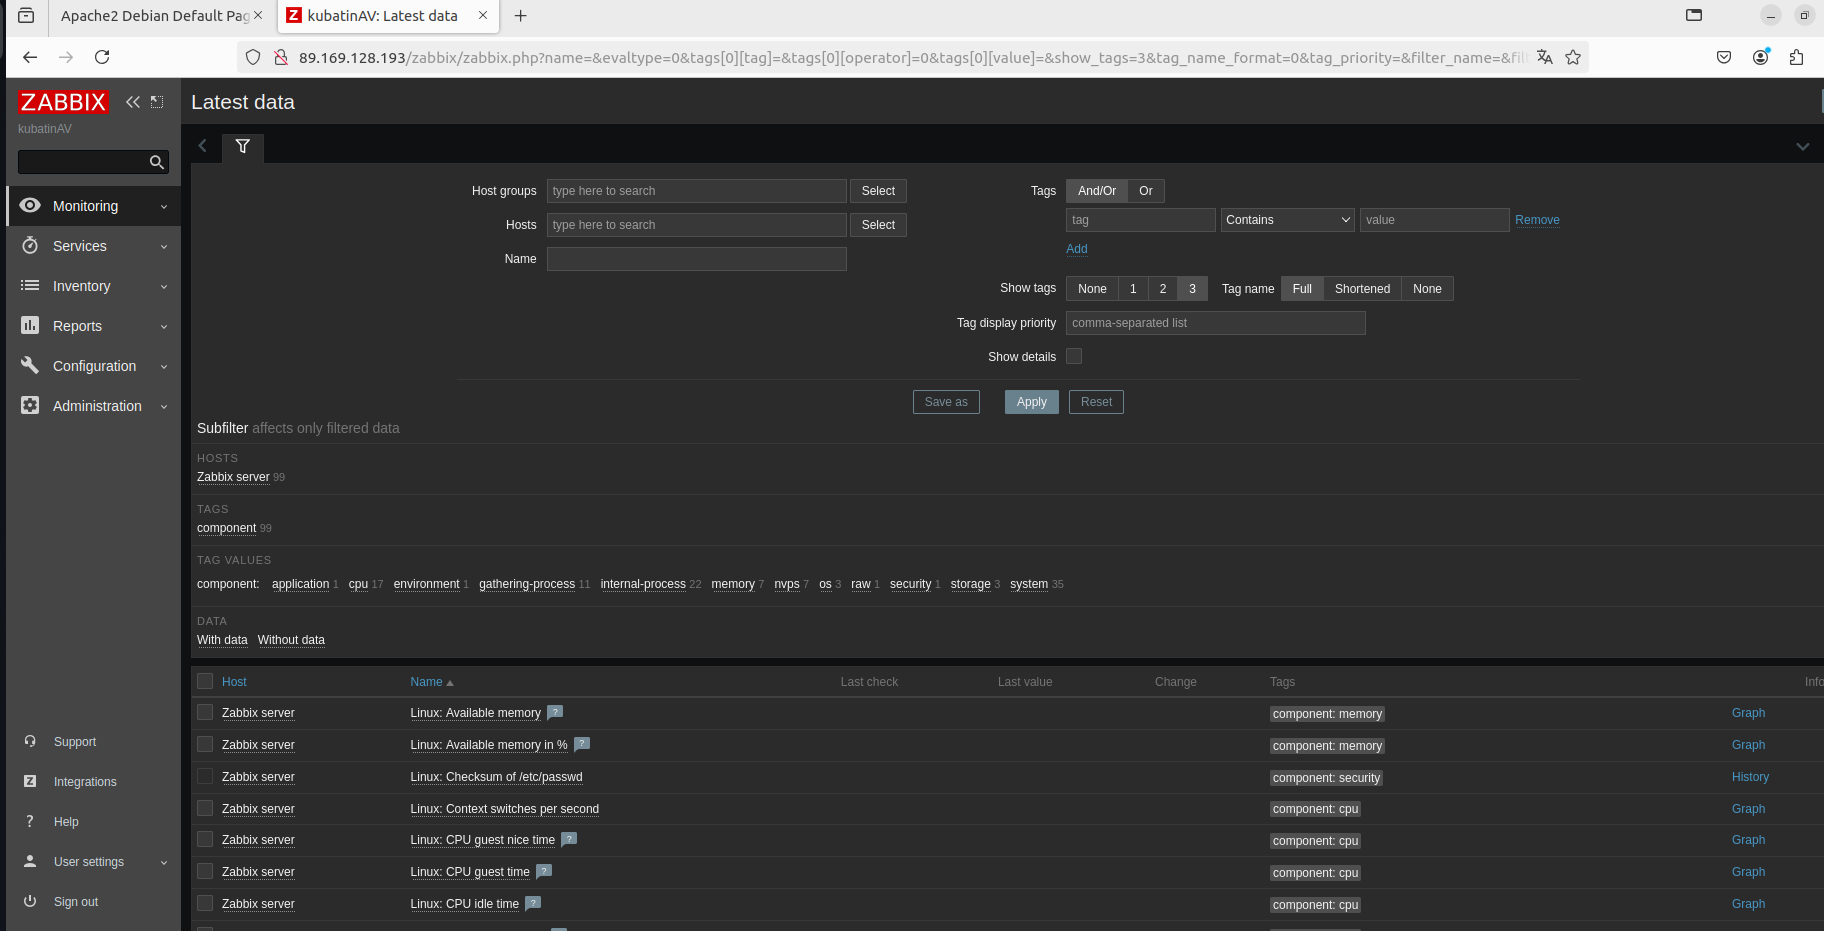 Apache2 Debian Default Pag
kubatinAV: Latest data
89.169.128.193/zabbix/zabbix.php?name=&evaltype=0&tags[0][tag]=&tags[0][operator]=0&tags[0][value]=&show_tags=3&tag_name_format=0&tag_priority=&filter_name=&fil
ZABBIX
kubatinAV
Monitoring
Services
Inventory
Reports
Configuration
Administration
Support
Integrations
Help
User settings
Sign out
Latest data
Host groups type here to search Select
Hosts type here to search Select
Name
Tags And/Or Or
tag Contains value Remove
Add
Show tags None 1 2 3 Tag name Full Shortened None
Tag display priority comma-separated list
Show details
Save as Apply Reset
Subfilter affects only filtered data
HOSTS
Zabbix server 99
TAGS
component 99
TAG VALUES
component: application 1 cpu 17 environment 1 gathering-process 11 internal-process 22 memory 7 nvps 7 os 3 raw 1 security 1 storage 3 system 35
DATA
With data Without data
Host Name Last check Last value Change Tags Info
Zabbix server Linux: Available memory ? component: memory Graph
Zabbix server Linux: Available memory in % ? component: memory Graph
Zabbix server Linux: Checksum of /etc/passwd component: security History
Zabbix server Linux: Context switches per second component: cpu Graph
Zabbix server Linux: CPU guest nice time ? component: cpu Graph
Zabbix server Linux: CPU guest time ? component: cpu Graph
Zabbix server Linux: CPU idle time ? component: cpu Graph